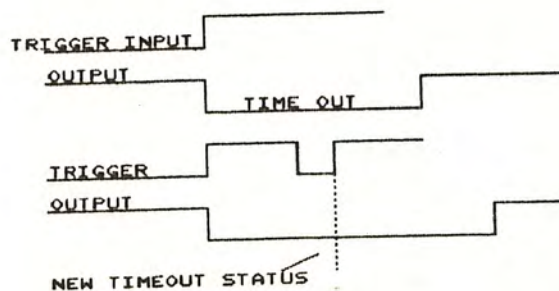 TRIGGER INPUT
OUTPUT
TIME OUT
TRIGGER
OUTPUT
NEW TIMEOUT STATUS